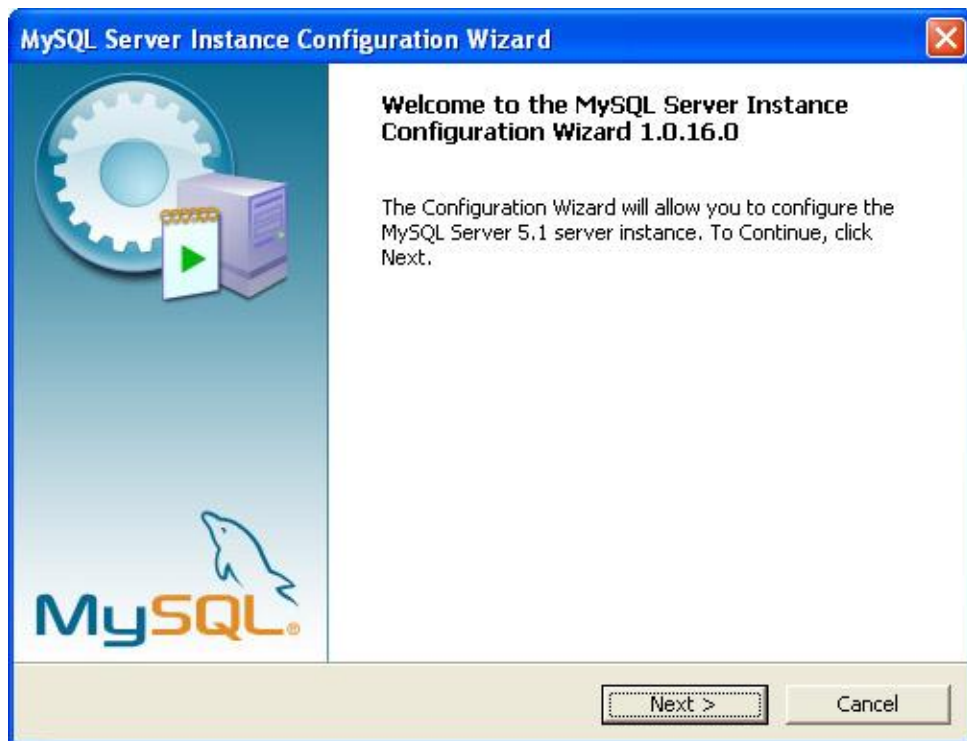 MySQL Server Instance Configuration Wizard
Welcome to the MySQL Server Instance
Configuration Wizard 1.0.16.0
The Configuration Wizard will allow you to configure the
MySQL Server 5.1 server instance. To Continue, click
Next.
MySQL®
Next >
Cancel